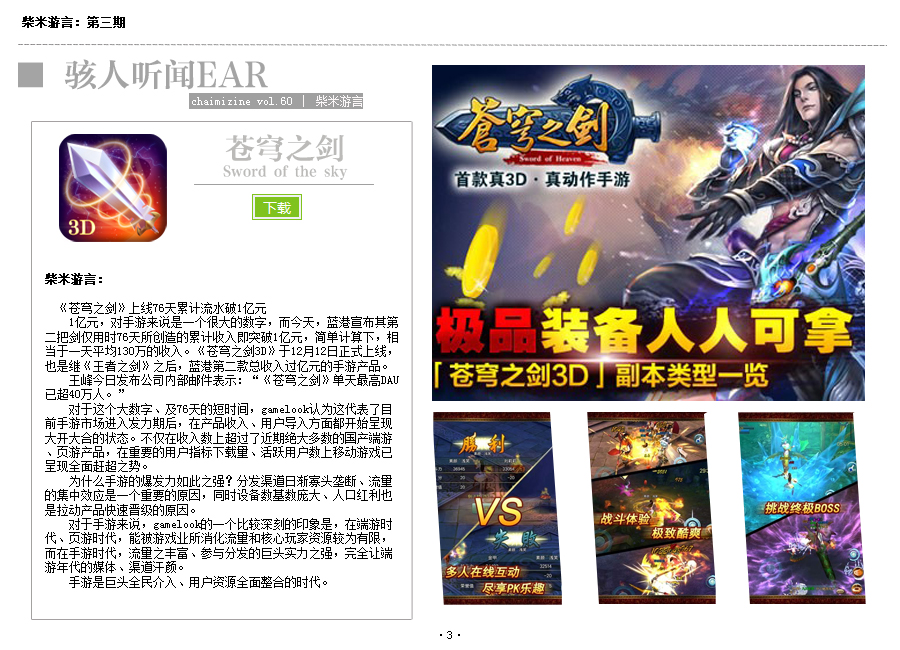 柴米游言：第三期
骇人听闻EAR
chaimizine vol.60 | 柴米游言
3D
苍穹之剑
Sword of the sky
下载
柴米游言：
《苍穹之剑》上线76天累计流水破1亿元
1亿元，对手游来说是一个很大的数字，而今天，蓝港宣布其第
二把剑仅用时76天所创造的累计收入即突破1亿元，简单计算下，相
当于一天平均130万的收入。《苍穹之剑3D》于12月12日正式上线，
也是继《王者之剑》之后，蓝港第二款总收入过亿元的手游产品。
王峰今日发布公司内部邮件表示：“《苍穹之剑》单天最高DAU
已超40万人。”
对于这个大数字、及76天的短时间，gamelook认为这代表了目
前手游市场进入发力期后，在产品收入、用户导入方面都开始呈现
大开大合的状态。不仅在收入数上超过了近期绝大多数的国产端游
、页游产品，在重要的用户指标下载量、活跃用户数上移动游戏已
呈现全面赶超之势。
为什么手游的爆发力如此之强？分发渠道日渐寡头垄断、流量
的集中效应是一个重要的原因，同时设备数基数庞大、人口红利也
是拉动产品快速晋级的原因。
对于手游来说，gamelook的一个比较深刻的印象是，在端游时
代、页游时代，能被游戏业所消化流量和核心玩家资源较为有限，
而在手游时代，流量之丰富、参与分发的巨头实力之强，完全让端
游年代的媒体、渠道汗颜。
手游是巨头全民介入、用户资源全面整合的时代。
苍穹之剑
Sword of Heaven
首款真3D·真动作手游
极品装备人人可拿
「苍穹之剑3D」副本类型一览
胜利
VS
失败
多人在线互动
尽享PK乐趣
战斗体验
极致酷爽
挑战终极BOSS
·3·